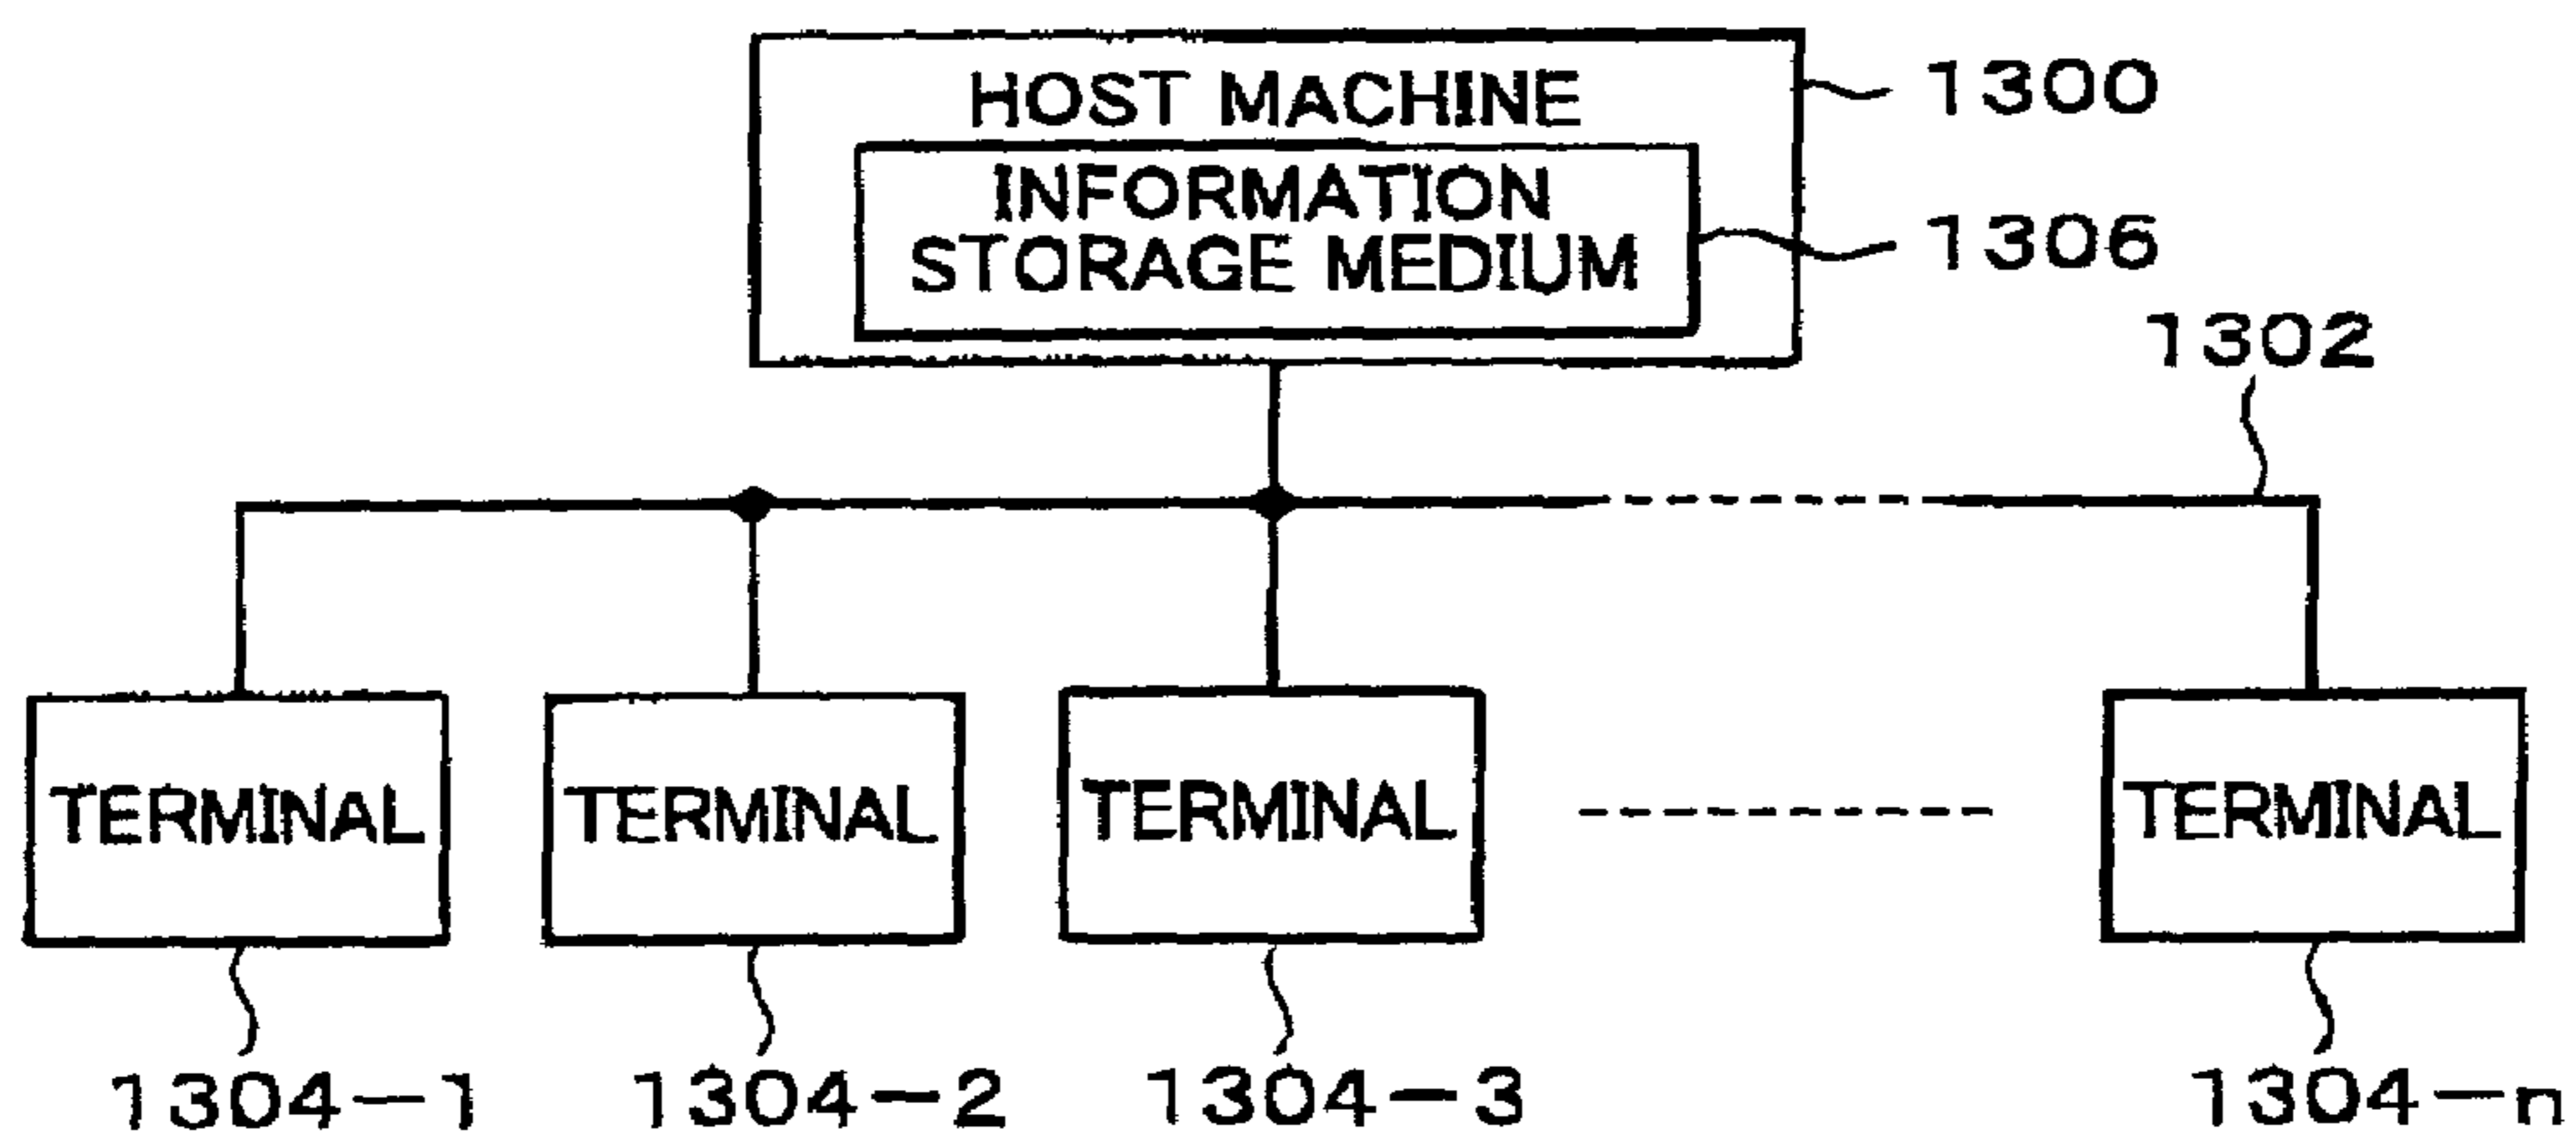 HOST MACHINE
1300
INFORMATION
STORAGE MEDIUM
1306
1302
TERMINAL
TERMINAL
TERMINAL
TERMINAL
1304-1
1304-2
1304-3
1304-n